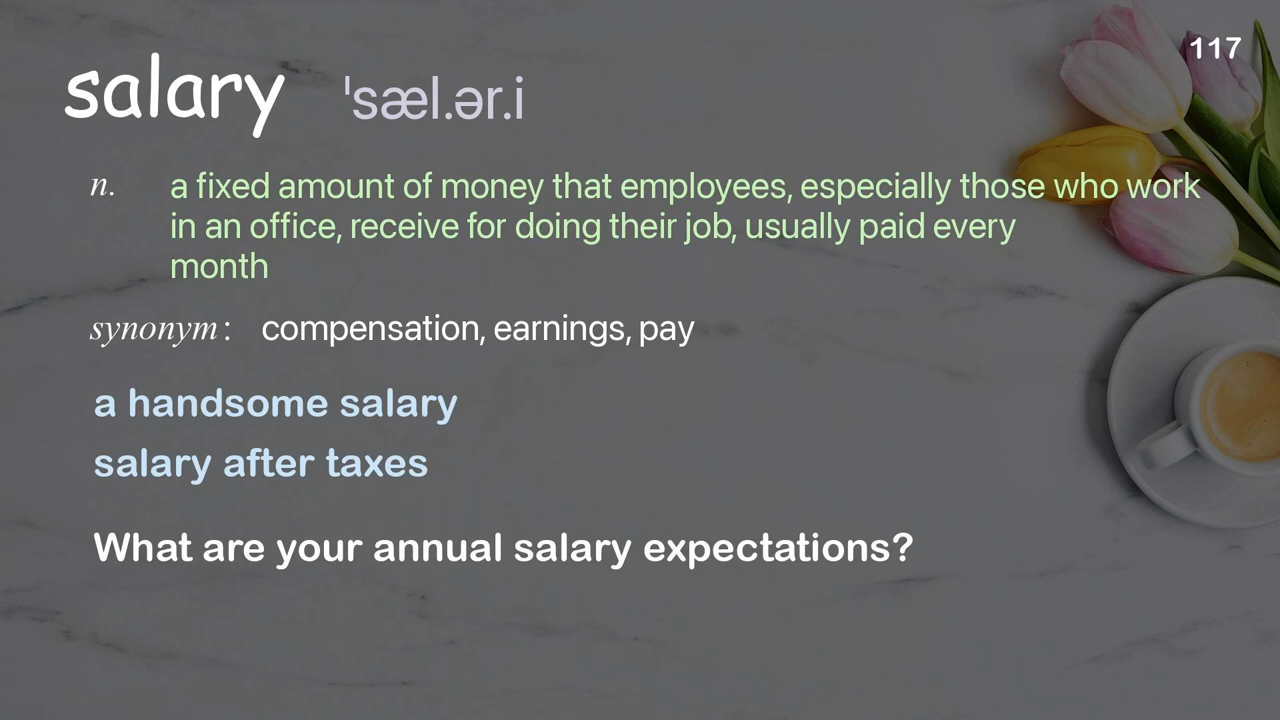 117
salary ˈsæl.ər.i
n. a fixed amount of money that employees, especially those who work
in an office, receive for doing their job, usually paid every
month
synonym: compensation, earnings, pay
a handsome salary
salary after taxes
What are your annual salary expectations?